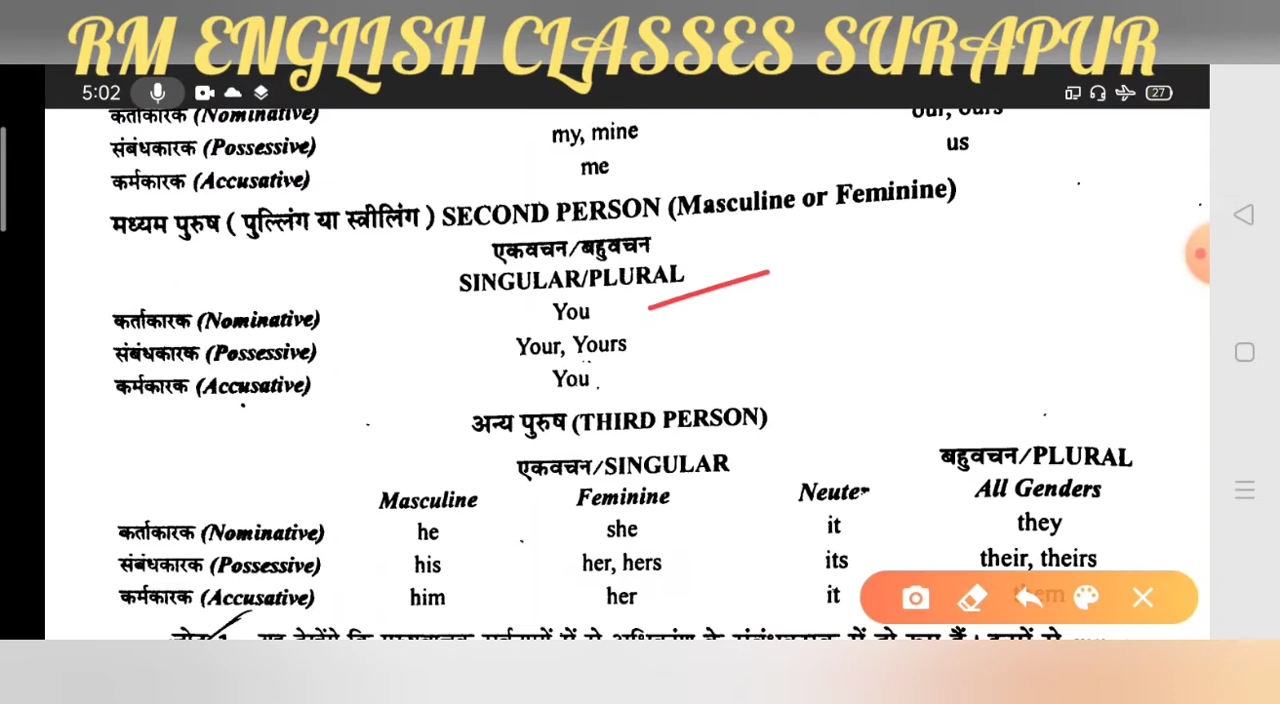 RM ENGLISH CLASSES SURAPUR
5:02 27
कर्ताकारक (Nominative) our, ours
my, mine
संबंधकारक (Possessive) us
me
कर्मकारक (Accusative)
मध्यम पुरुष ( पुल्लिंग या स्त्रीलिंग ) SECOND PERSON (Masculine or Feminine)
एकवचन/बहुवचन
SINGULAR/PLURAL
कर्ताकारक (Nominative) You
संबंधकारक (Possessive) Your, Yours
कर्मकारक (Accusative) You
अन्य पुरुष (THIRD PERSON)
एकवचन/SINGULAR बहुवचन/PLURAL
Masculine Feminine Neuter All Genders
कर्ताकारक (Nominative) he she it they
संबंधकारक (Possessive) his her, hers its their, theirs
कर्मकारक (Accusative) him her it them